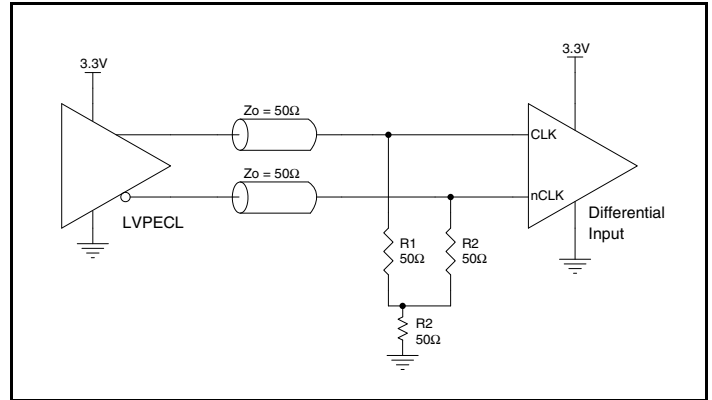 3.3V
3.3V
Zo = 50Ω
CLK
Zo = 50Ω
nCLK
LVPECL
Differential
Input
R1
50Ω
R2
50Ω
R2
50Ω